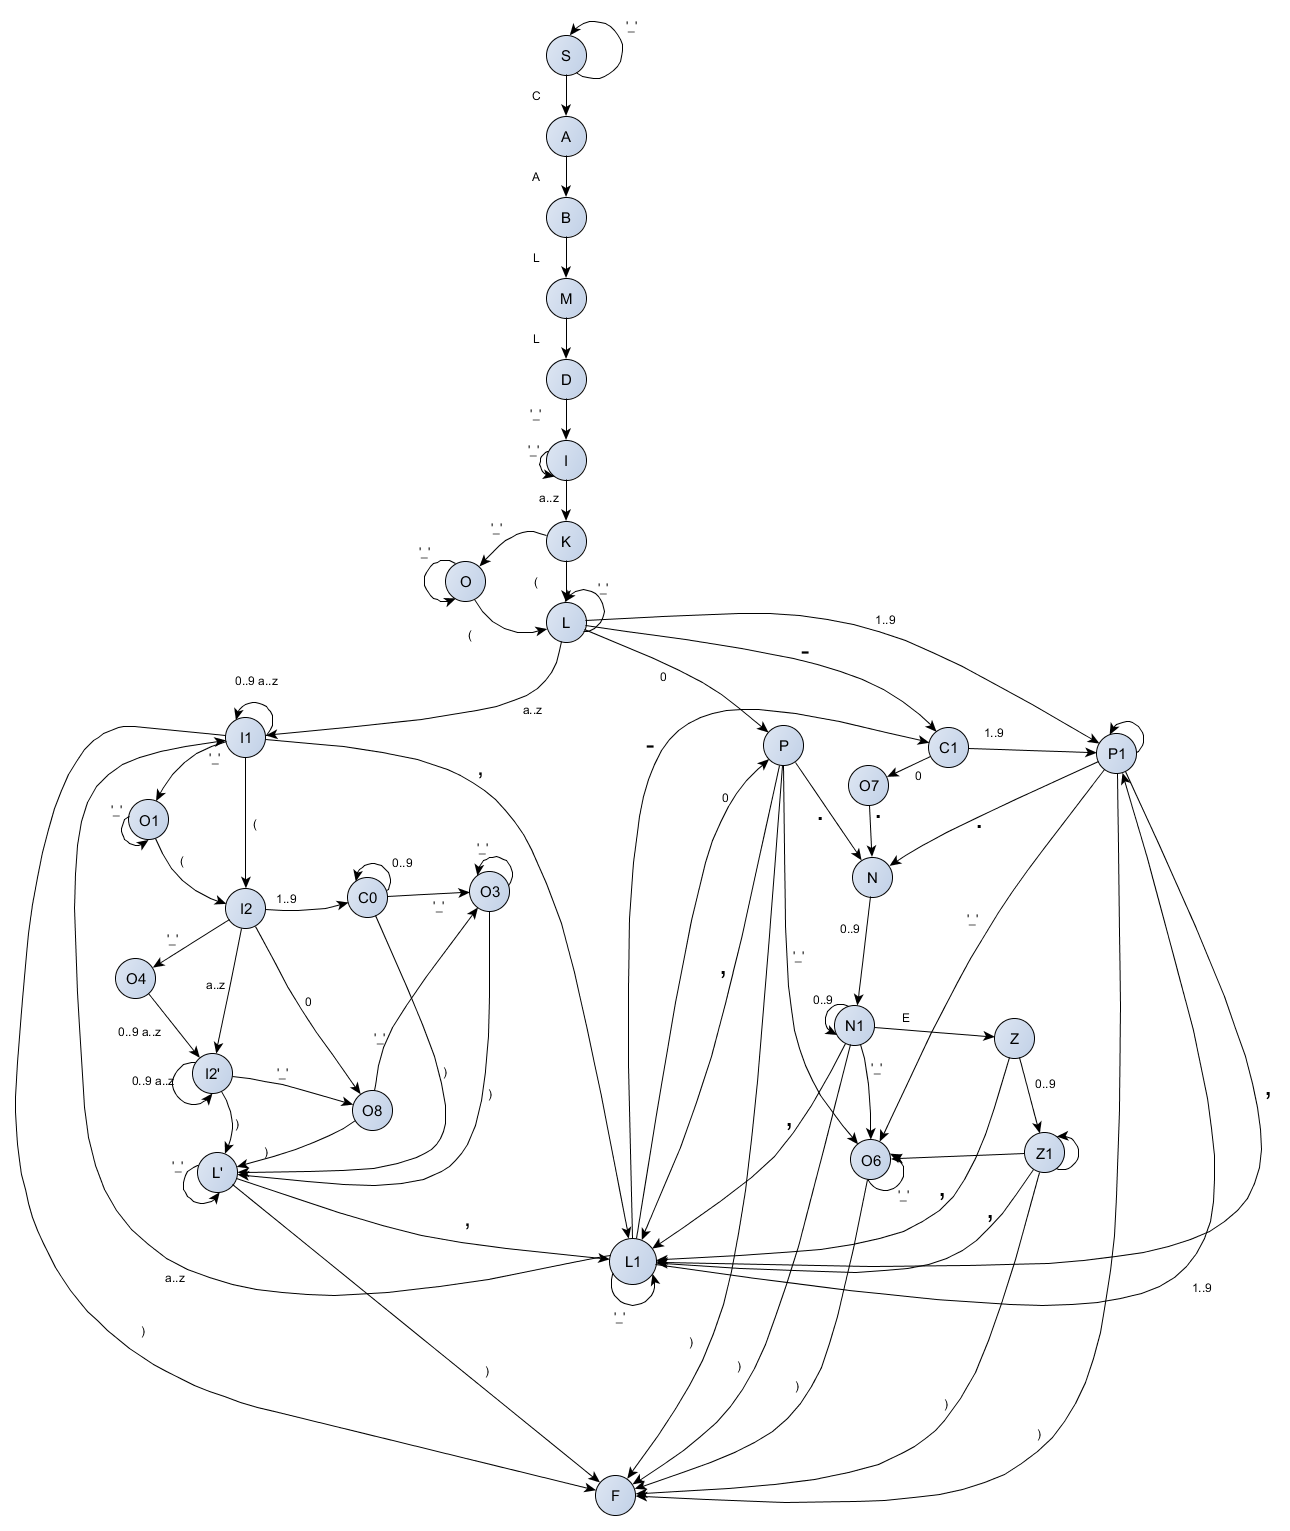 '_'
S
C
A
A
B
L
M
L
D
'_'
'_'
I
a..z
'_'
K
'_'
O
(
'_'
L
(
1..9
-
0
0..9 a..z
a..z
I1
'_'
,
-
P
C1
1..9
P1
0
O7
0
'_'
O1
(
.
.
.
(
0..9
'_'
N
I2
1..9
C0
'_'
O3
'_'
'_'
0..9
O4
a..z
,
'_'
0
0..9
0..9 a..z
N1
E
Z
'_'
I2'
'_'
)
'_'
0..9 a..z
0..9
)
,
O8
)
,
)
'_'
L'
O6
Z1
'_'
,
,
,
L1
a..z
1..9
'_'
)
)
)
)
)
)
)
F